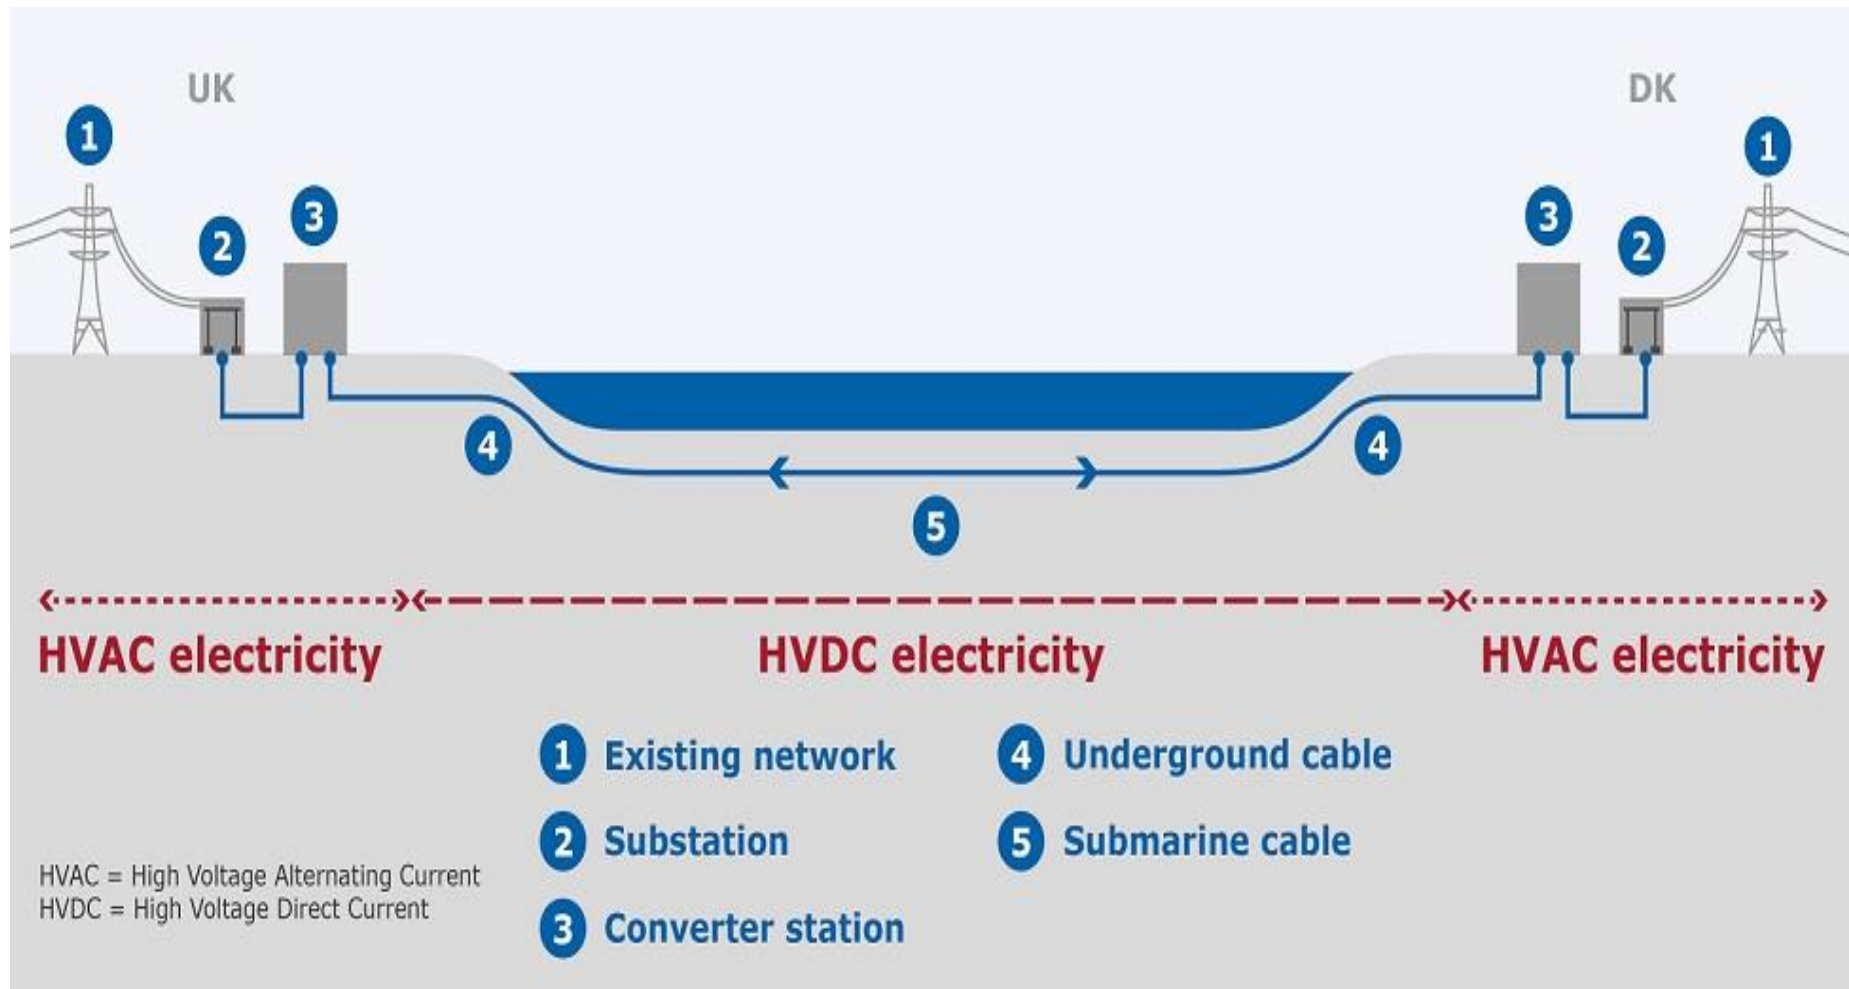 UK
DK
1
1
2
3
3
2
4
4
5
HVAC electricity
HVDC electricity
HVAC electricity
1 Existing network
4 Underground cable
2 Substation
5 Submarine cable
3 Converter station
HVAC = High Voltage Alternating Current
HVDC = High Voltage Direct Current